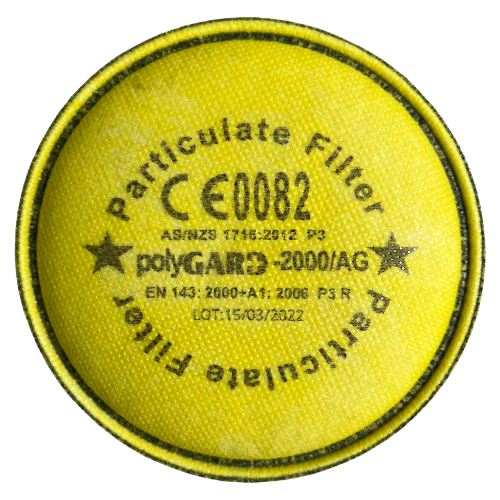 Particulate Filter
CE0082
AS/NZS 1716:2012 P3
polyGARD-2000/AG
EN 143: 2000+A1: 2006 P3 R
LOT:15/03/2022
Particulate Filter